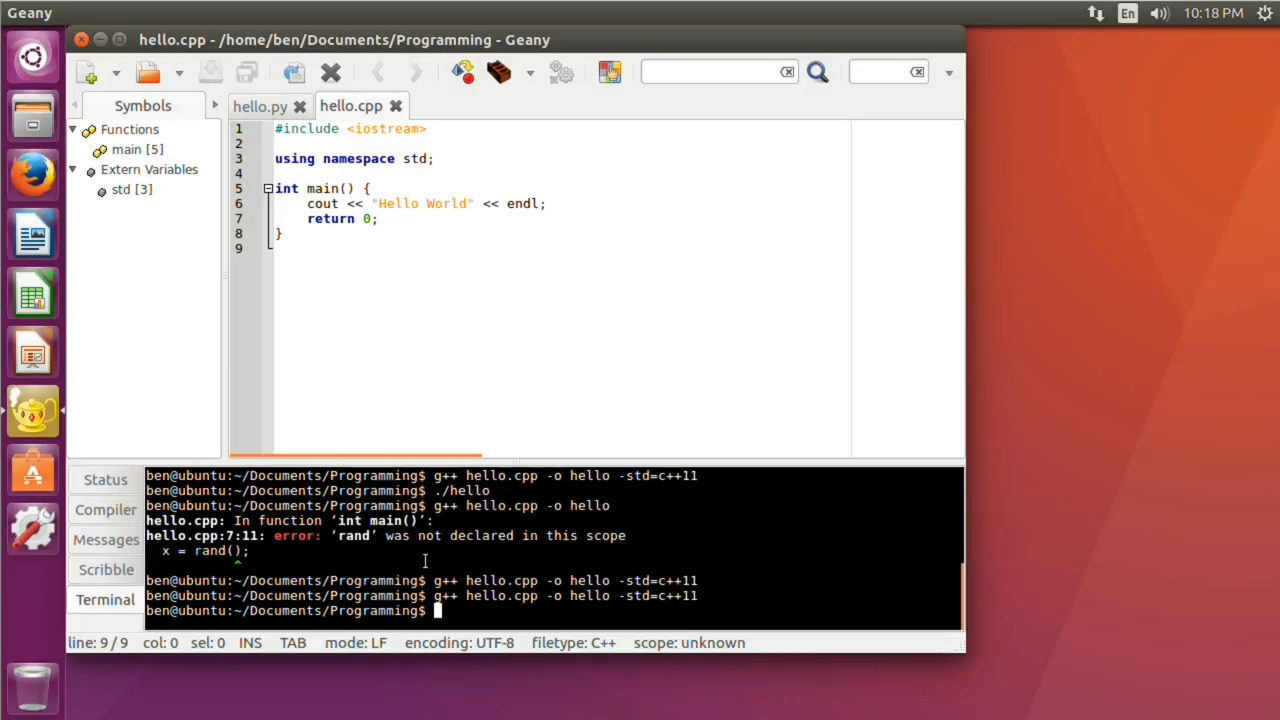 Geany
En
10:18 PM
hello.cpp - /home/ben/Documents/Programming - Geany
Symbols
hello.py
hello.cpp
Functions
main [5]
Extern Variables
std [3]
1 #include <iostream>
2
3 using namespace std;
4
5 int main() {
6 cout << "Hello World" << endl;
7 return 0;
8 }
9
Status
Compiler
Messages
Scribble
Terminal
ben@ubuntu:~/Documents/Programming$ g++ hello.cpp -o hello -std=c++11
ben@ubuntu:~/Documents/Programming$ ./hello
ben@ubuntu:~/Documents/Programming$ g++ hello.cpp -o hello
hello.cpp: In function ‘int main()’:
hello.cpp:7:11: error: ‘rand’ was not declared in this scope
x = rand();
^
ben@ubuntu:~/Documents/Programming$ g++ hello.cpp -o hello -std=c++11
ben@ubuntu:~/Documents/Programming$ g++ hello.cpp -o hello -std=c++11
ben@ubuntu:~/Documents/Programming$
line: 9 / 9 col: 0 sel: 0 INS TAB mode: LF encoding: UTF-8 filetype: C++ scope: unknown